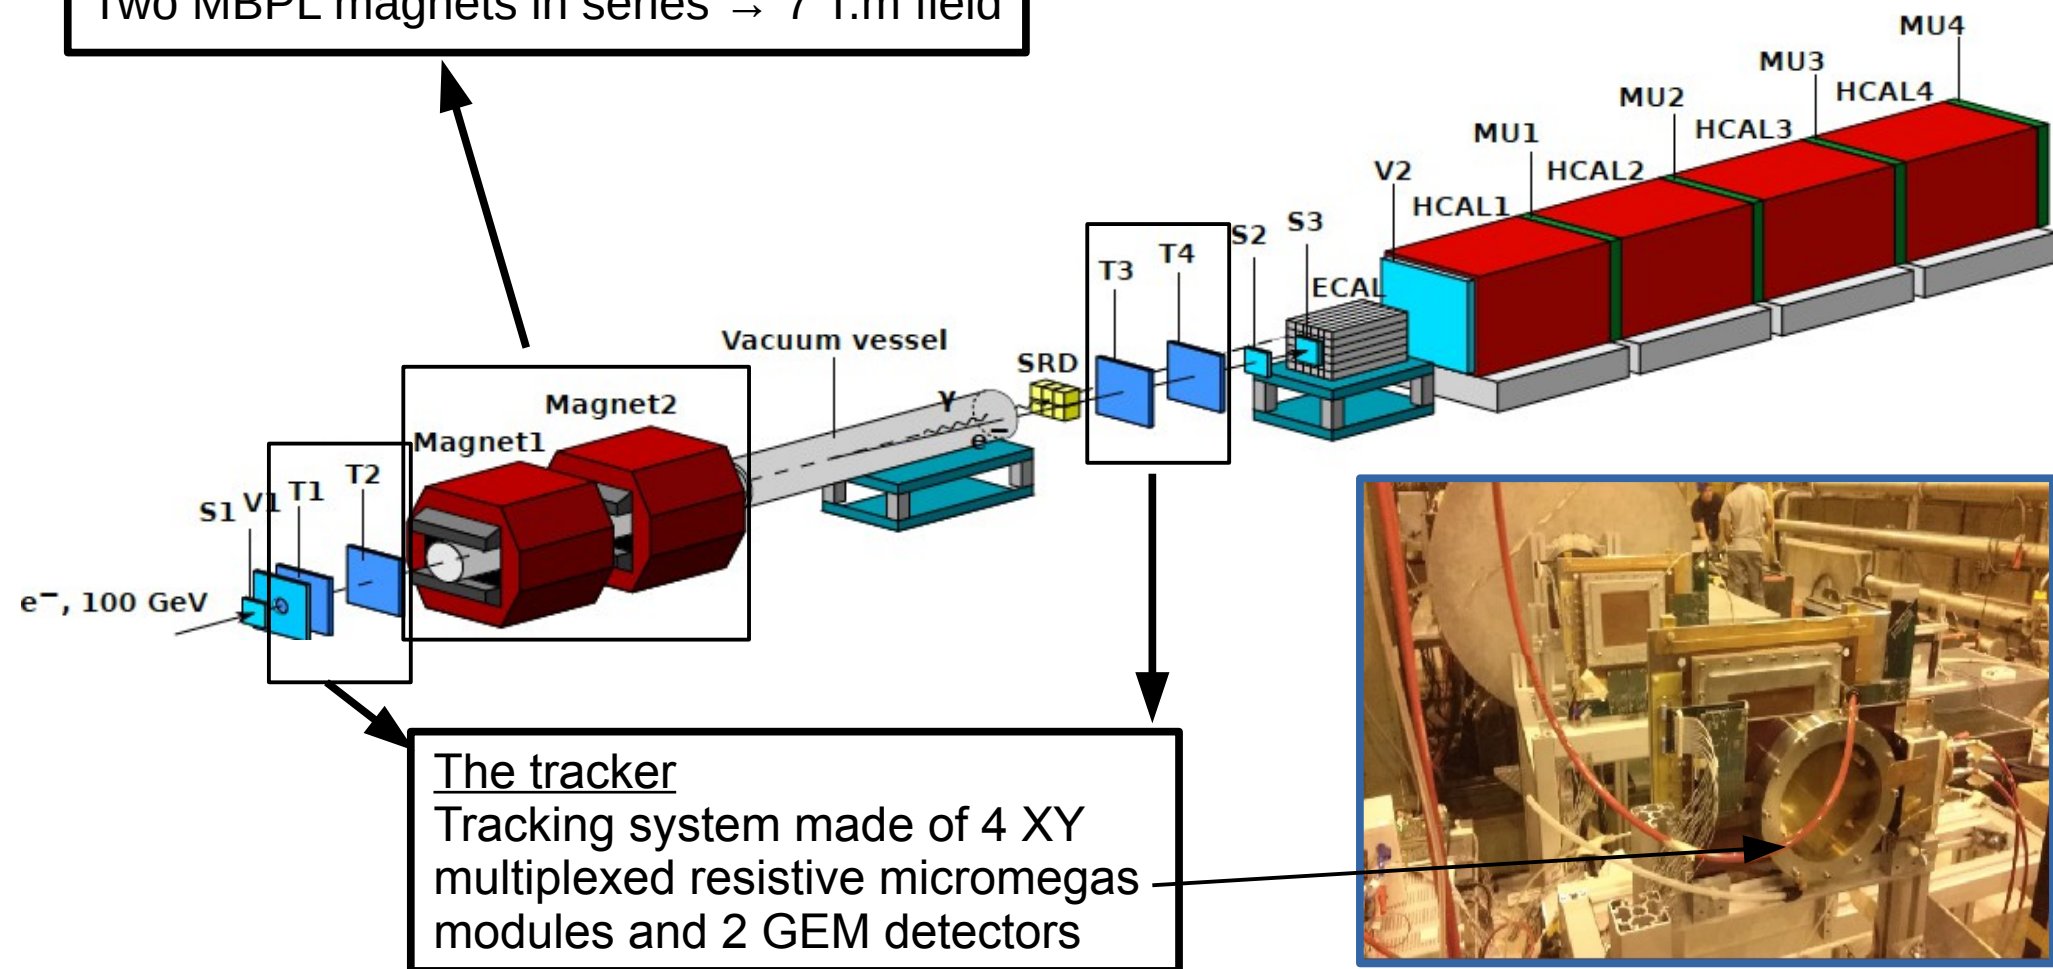 Two MBPL magnets in series → 7 T.m field
MU4
MU3
HCAL4
MU2
HCAL3
MU1
HCAL2
V2
HCAL1
S3
S2
T4
T3
ECAL
Vacuum vessel
SRD
γ
e⁻
Magnet2
Magnet1
T2
T1
V1
S1
e⁻, 100 GeV
The tracker
Tracking system made of 4 XY
multiplexed resistive micromegas
modules and 2 GEM detectors